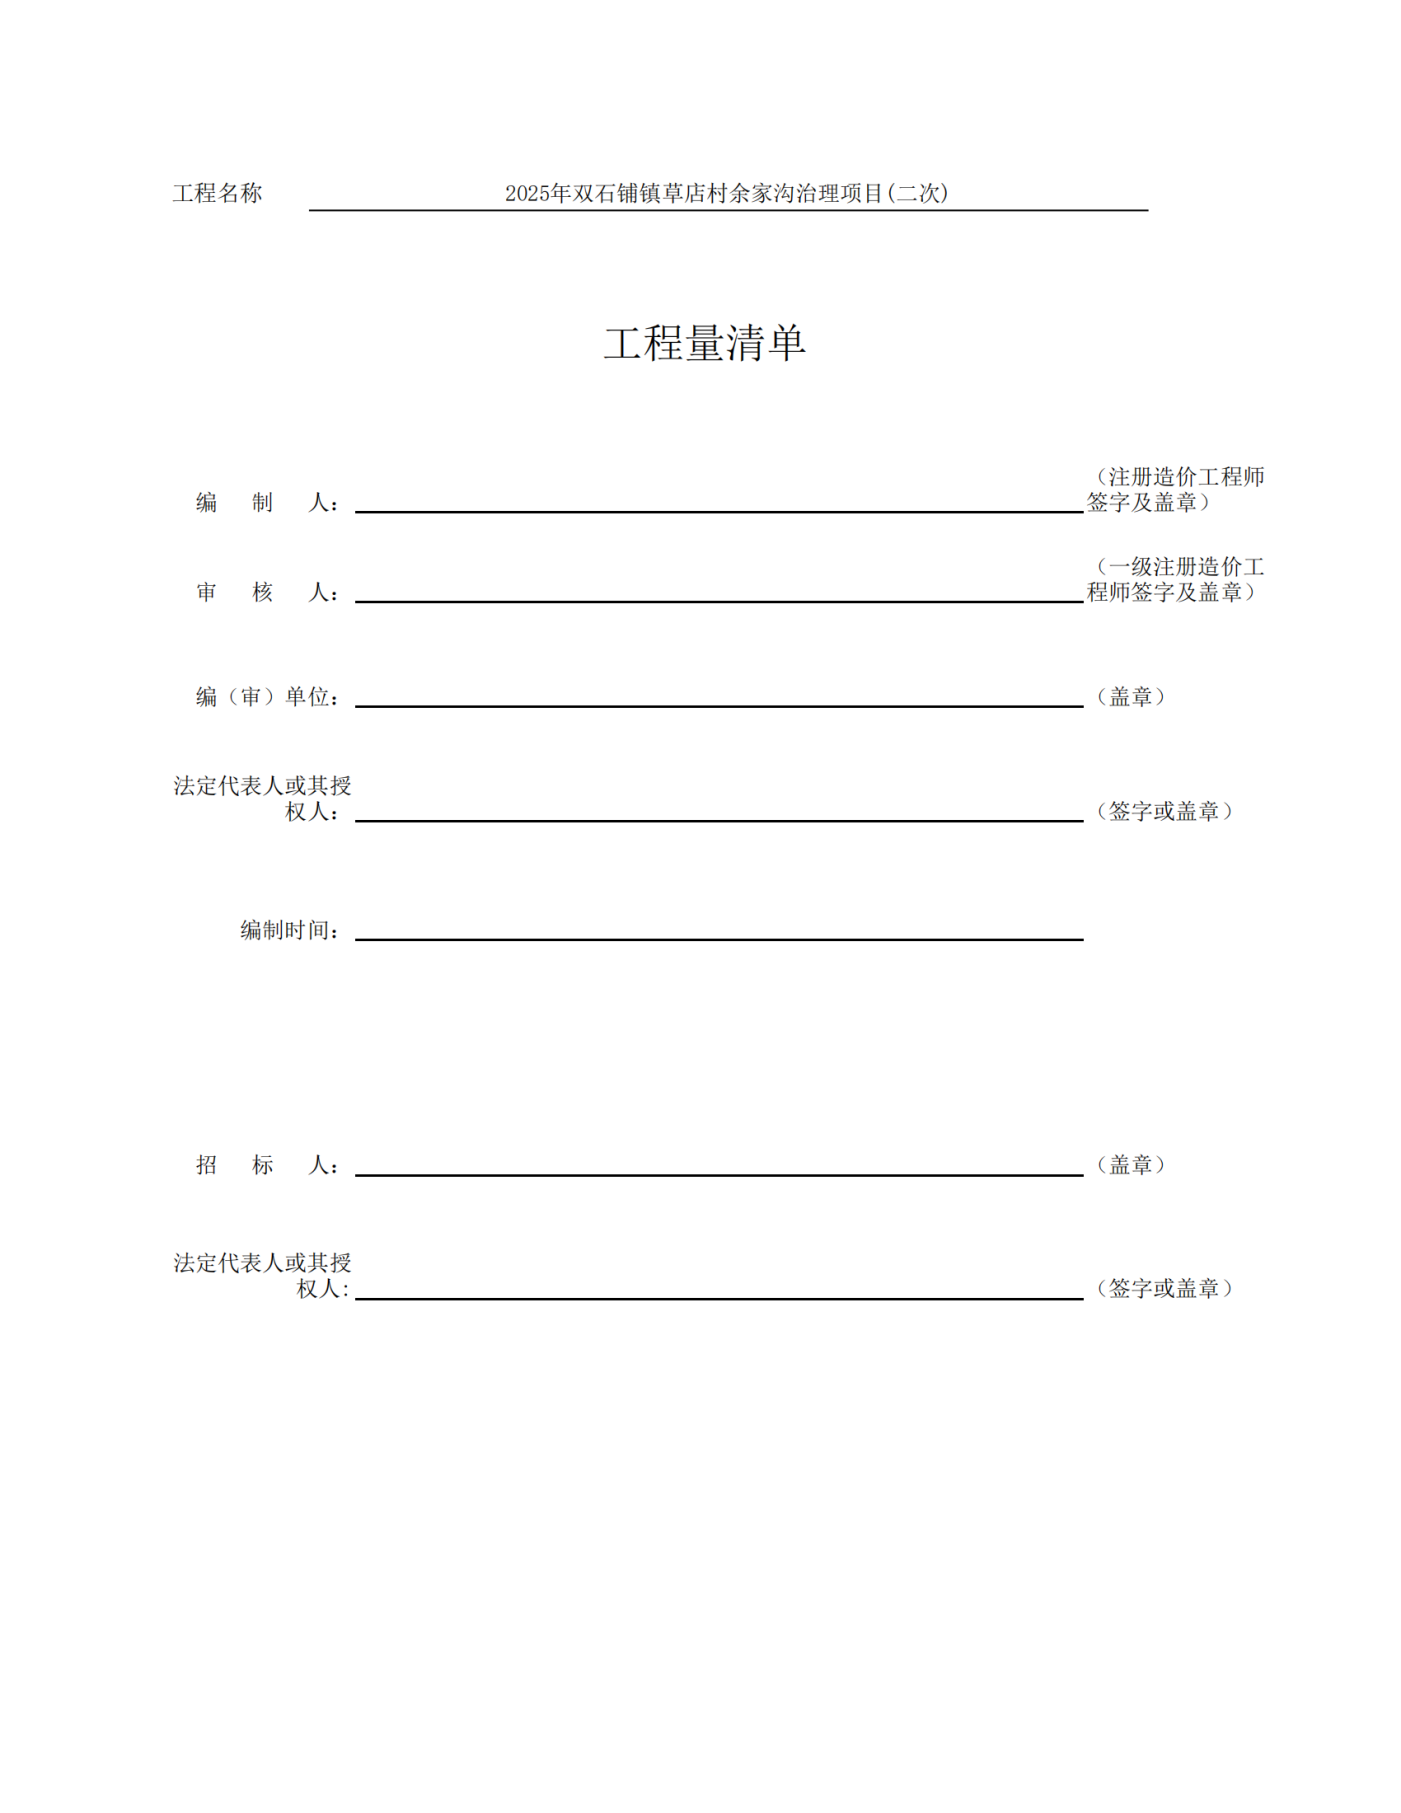 工程名称 2025年双石铺镇草店村余家沟治理项目(二次)
工程量清单
（注册造价工程师
编 制 人： 签字及盖章）
（一级注册造价工
审 核 人： 程师签字及盖章）
编（审）单位： （盖章）
法定代表人或其授
权人： （签字或盖章）
编制时间：
招 标 人： （盖章）
法定代表人或其授
权人: （签字或盖章）